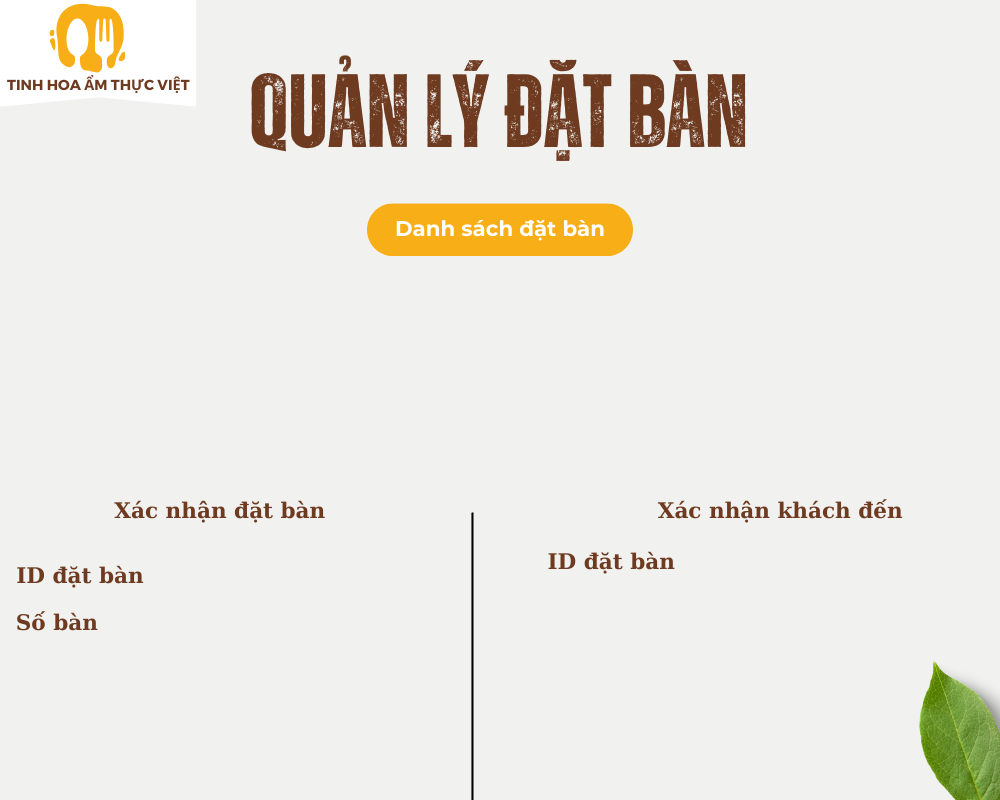 TINH HOA ẨM THỰC VIỆT
QUẢN LÝ ĐẶT BÀN
Danh sách đặt bàn
Xác nhận đặt bàn
ID đặt bàn
Số bàn
Xác nhận khách đến
ID đặt bàn